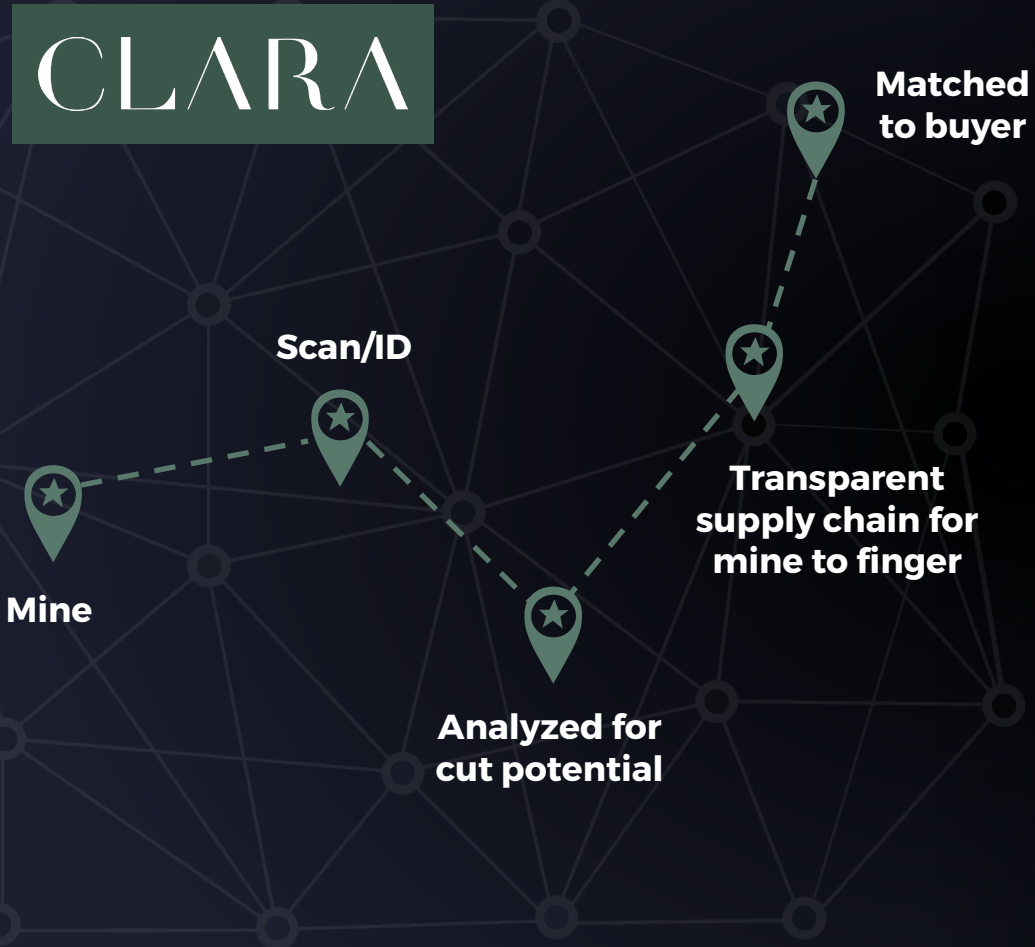 CLARA
Matched
to buyer
Scan/ID
Transparent
supply chain for
mine to finger
Mine
Analyzed for
cut potential